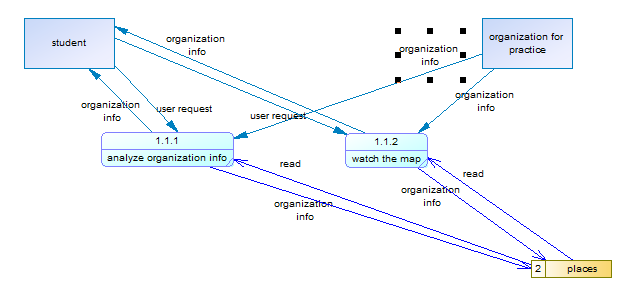 student
organization
info
organization
info
organization for
practice
organization
info
organization
info
user request
user request
1.1.1
analyze organization info
1.1.2
watch the map
read
read
organization
info
organization
info
2 places